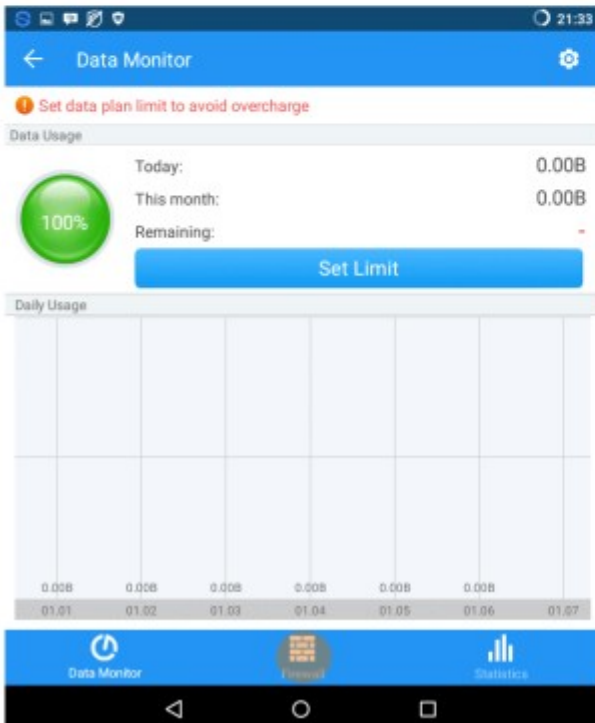 21:33
Data Monitor
Set data plan limit to avoid overcharge
Data Usage
100%
Today: 0.00B
This month: 0.00B
Remaining: -
Set Limit
Daily Usage
0.00B 0.00B 0.00B 0.00B 0.00B 0.00B
01.01 01.02 01.03 01.04 01.05 01.06 01.07
Data Monitor Firewall Statistics